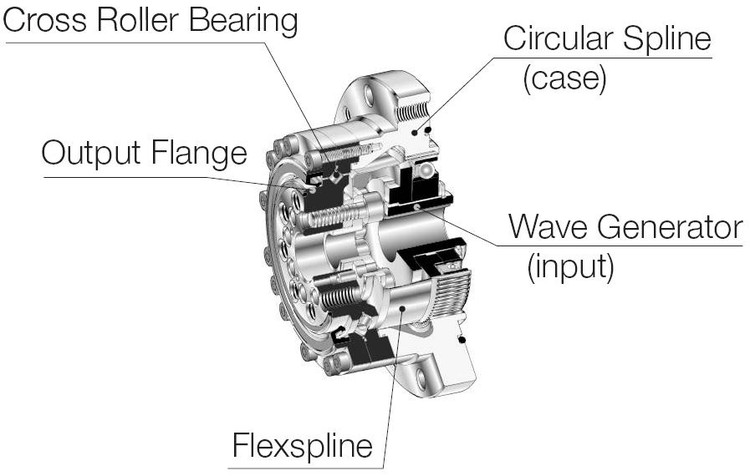 Cross Roller Bearing
Circular Spline
(case)
Output Flange
Wave Generator
(input)
Flexspline